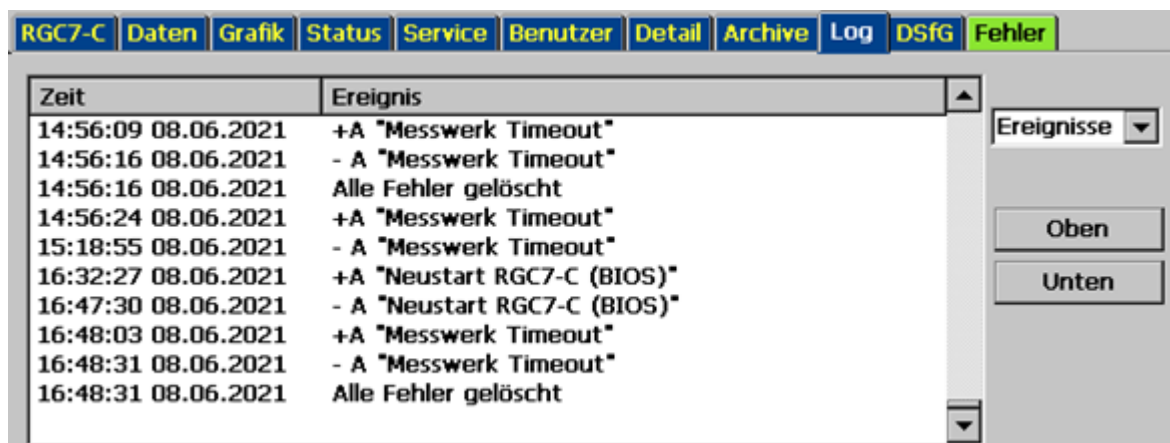 RGC7-C Daten Grafik Status Service Benutzer Detail Archive Log DSfG Fehler
Zeit Ereignis
14:56:09 08.06.2021 +A "Messwerk Timeout"
14:56:16 08.06.2021 - A "Messwerk Timeout"
14:56:16 08.06.2021 Alle Fehler gelöscht
14:56:24 08.06.2021 +A "Messwerk Timeout"
15:18:55 08.06.2021 - A "Messwerk Timeout"
16:32:27 08.06.2021 +A "Neustart RGC7-C (BIOS)"
16:47:30 08.06.2021 - A "Neustart RGC7-C (BIOS)"
16:48:03 08.06.2021 +A "Messwerk Timeout"
16:48:31 08.06.2021 - A "Messwerk Timeout"
16:48:31 08.06.2021 Alle Fehler gelöscht
Ereignisse
Oben
Unten